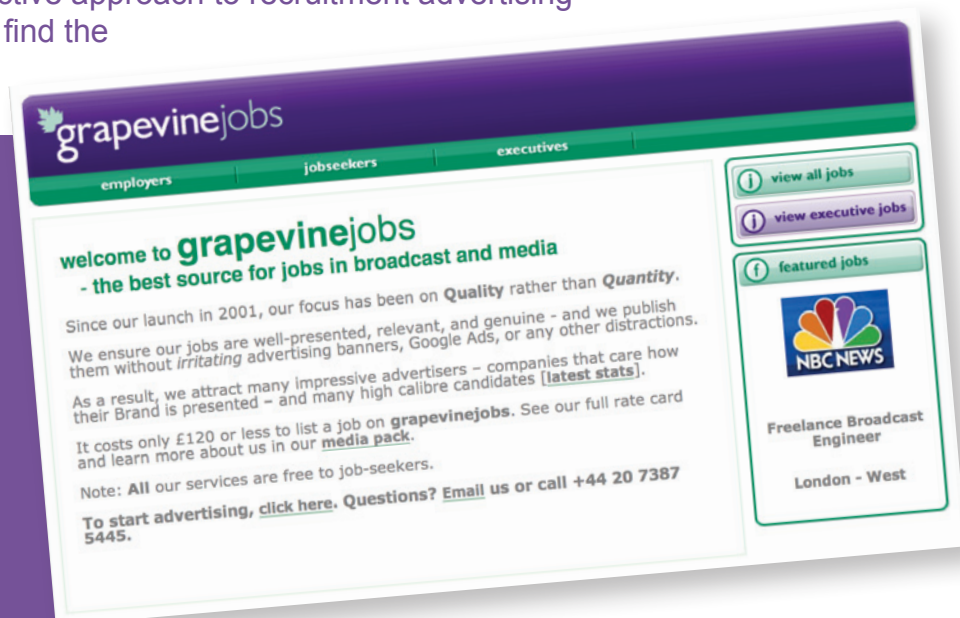 ctive approach to recruitment advertising
find the
grapevinejobs
employers
jobseekers
executives
welcome to grapevinejobs
- the best source for jobs in broadcast and media
Since our launch in 2001, our focus has been on Quality rather than Quantity.
We ensure our jobs are well-presented, relevant, and genuine - and we publish
them without irritating advertising banners, Google Ads, or any other distractions.
As a result, we attract many impressive advertisers – companies that care how
their Brand is presented – and many high calibre candidates [latest stats].
It costs only £120 or less to list a job on grapevinejobs. See our full rate card
and learn more about us in our media pack.
Note: All our services are free to job-seekers.
To start advertising, click here. Questions? Email us or call +44 20 7387
5445.
j view all jobs
j view executive jobs
f featured jobs
NBC NEWS
Freelance Broadcast
Engineer
London - West